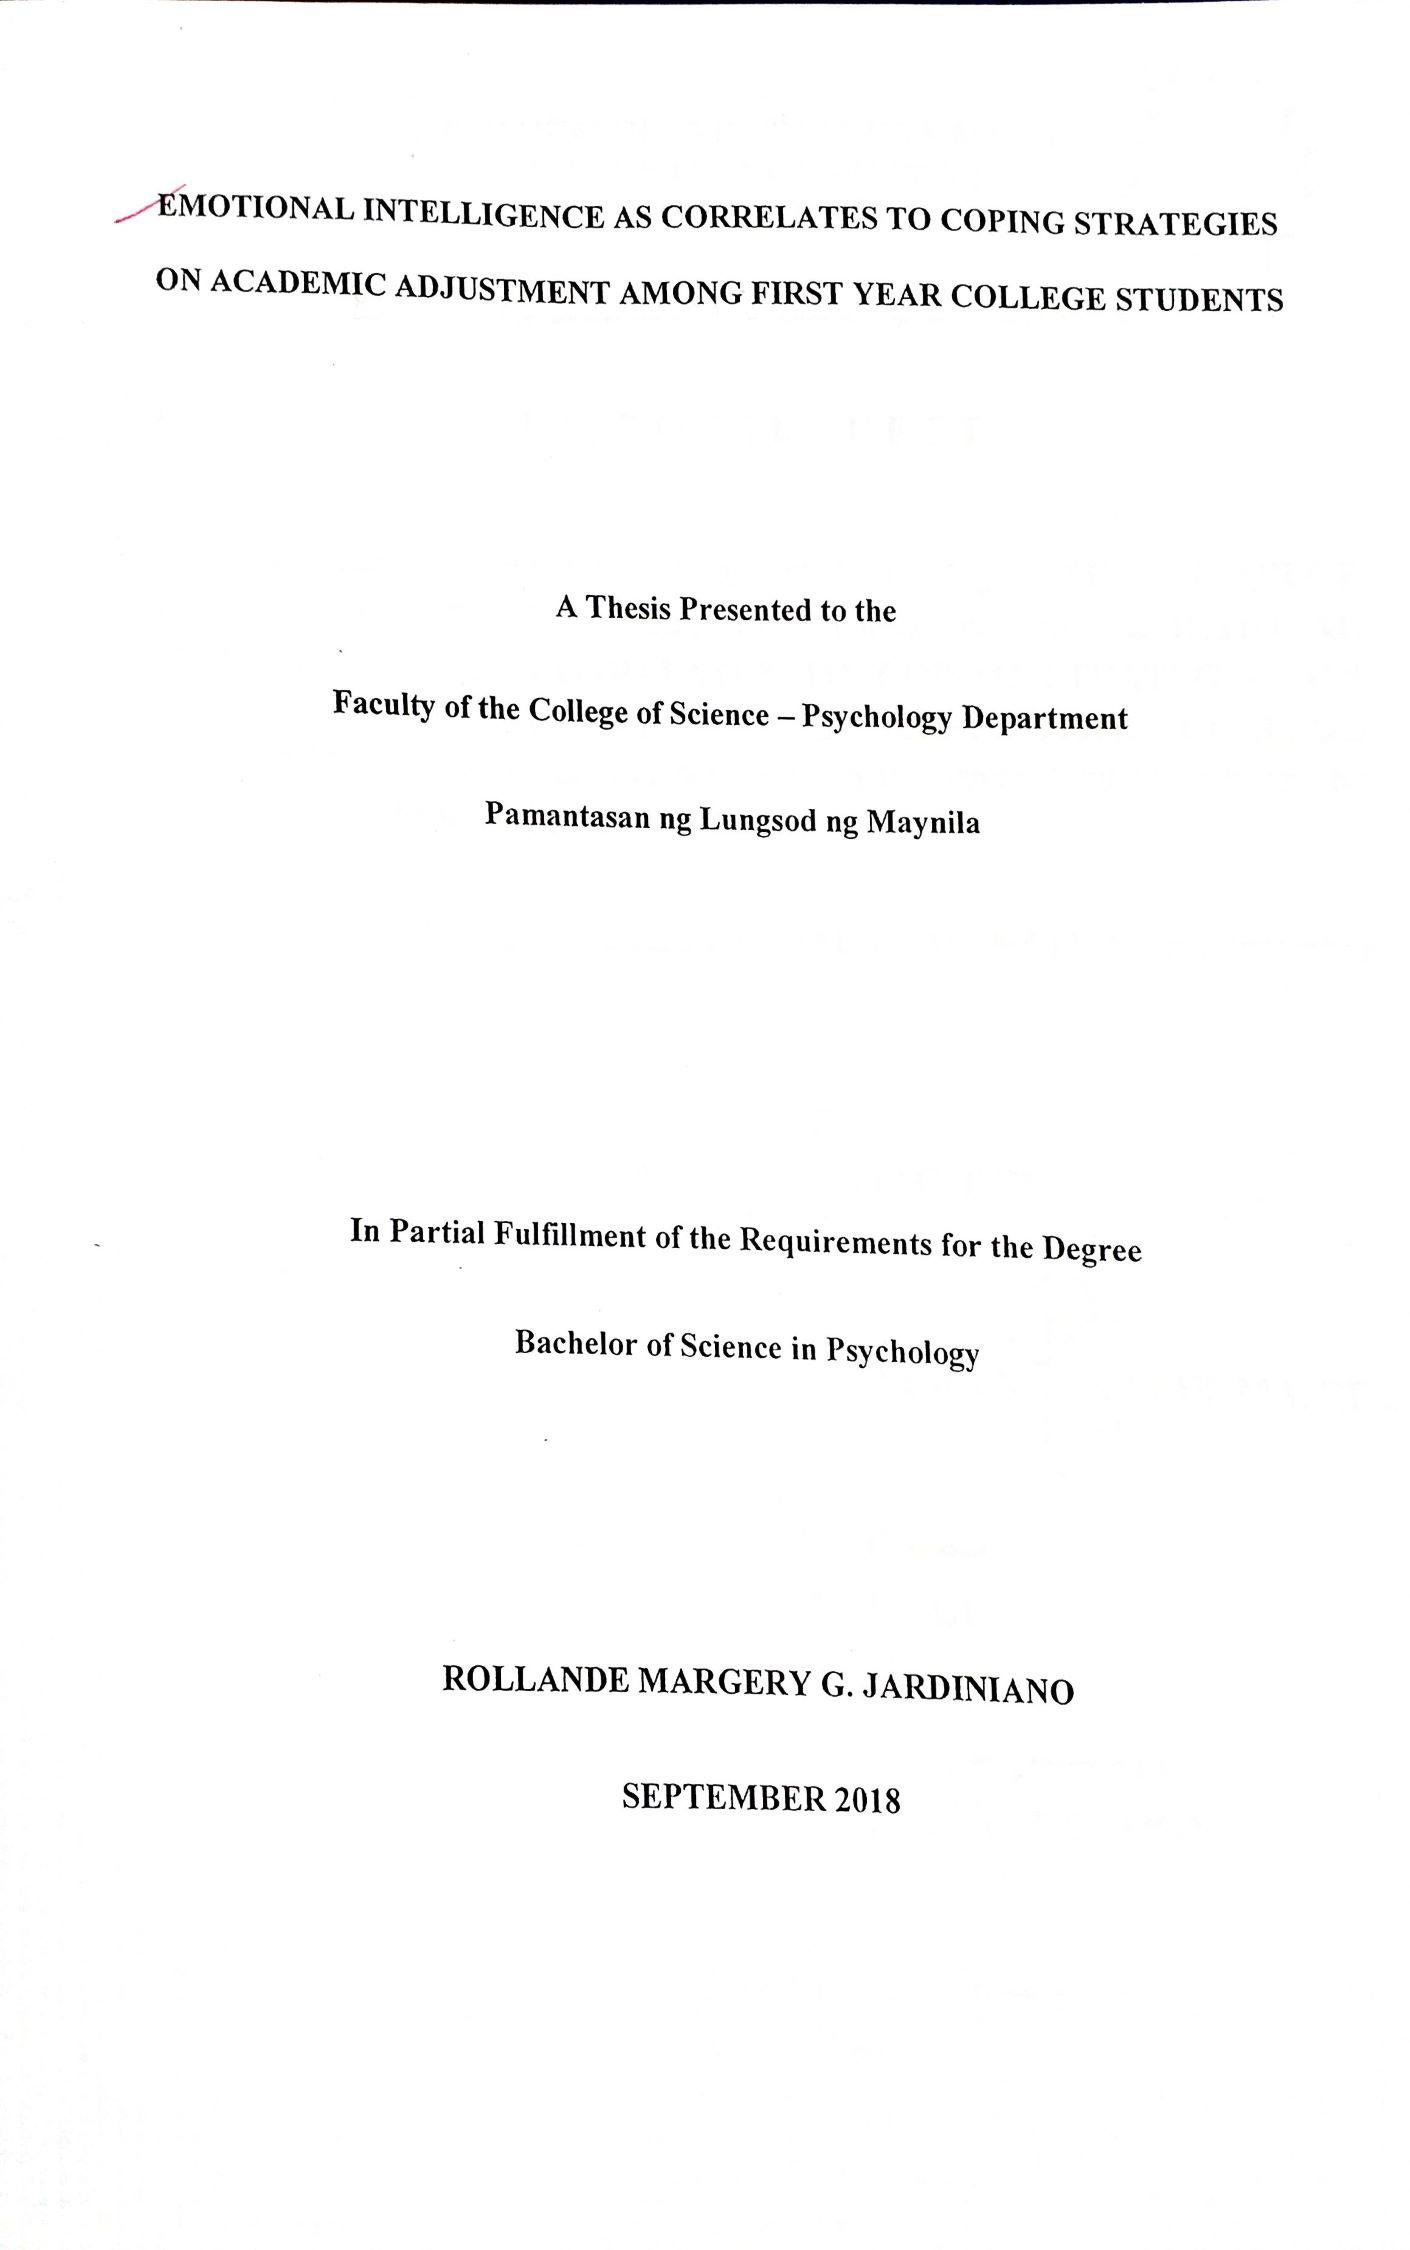 EMOTIONAL INTELLIGENCE AS CORRELATES TO COPING STRATEGIES
ON ACADEMIC ADJUSTMENT AMONG FIRST YEAR COLLEGE STUDENTS
A Thesis Presented to the
Faculty of the College of Science – Psychology Department
Pamantasan ng Lungsod ng Maynila
In Partial Fulfillment of the Requirements for the Degree
Bachelor of Science in Psychology
ROLLANDE MARGERY G. JARDINIANO
SEPTEMBER 2018